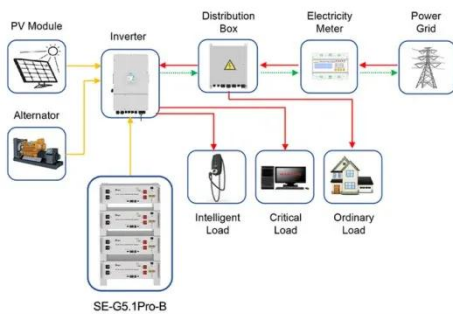 PV Module
Inverter
Distribution
Box
Electricity
Meter
Power
Grid
Alternator
Intelligent
Load
Critical
Load
Ordinary
Load
SE-G5.1Pro-B